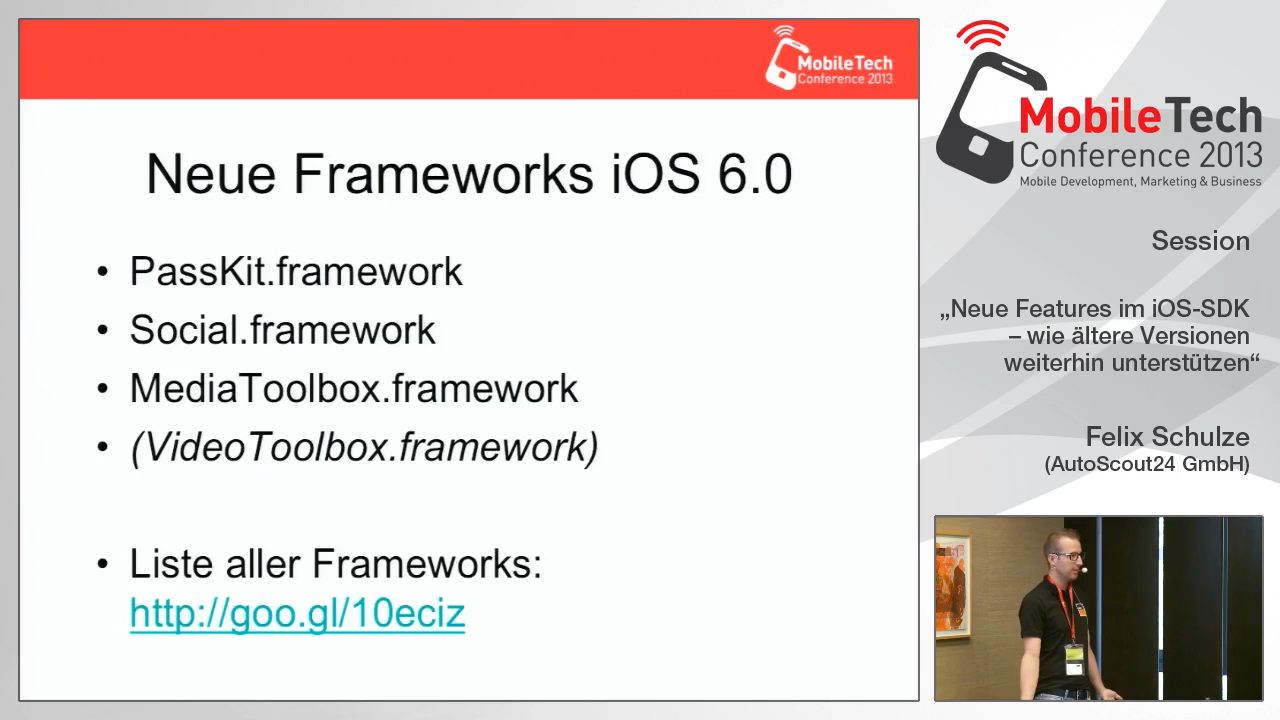 MobileTech
Conference 2013
Neue Frameworks iOS 6.0
• PassKit.framework
• Social.framework
• MediaToolbox.framework
• (VideoToolbox.framework)
• Liste aller Frameworks:
http://goo.gl/10eciz
MobileTech
Conference 2013
Mobile Development, Marketing & Business
Session
„Neue Features im iOS-SDK
– wie ältere Versionen
weiterhin unterstützen“
Felix Schulze
(AutoScout24 GmbH)